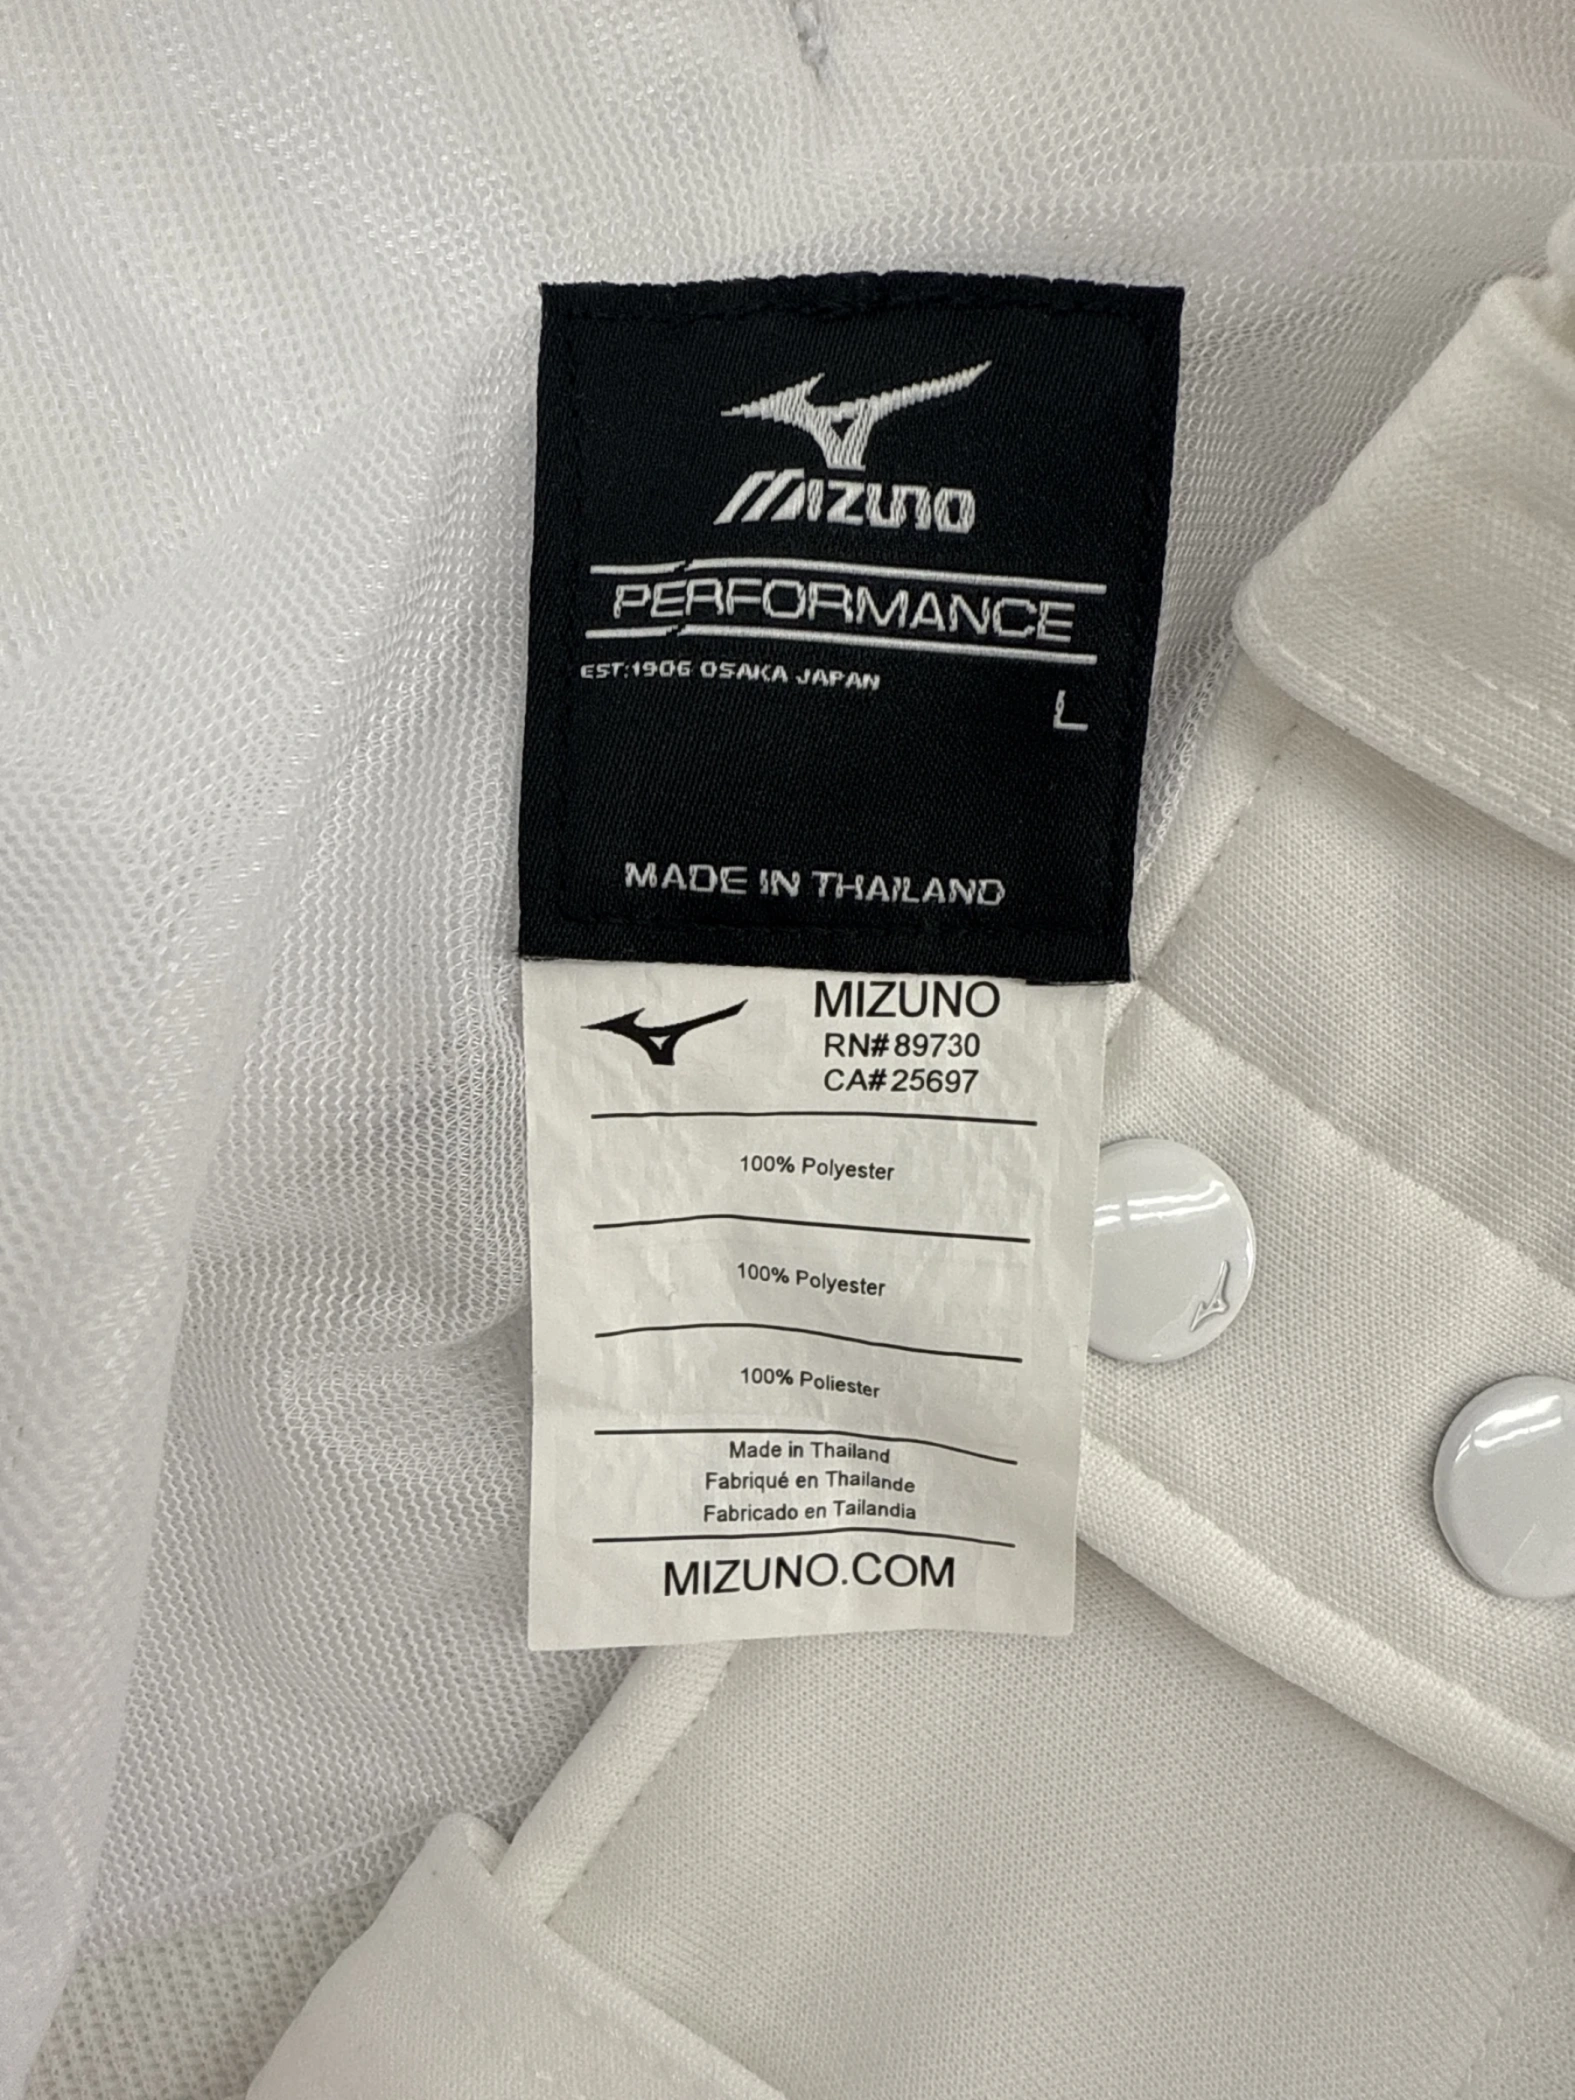 MIZUNO
PERFORMANCE
EST:1906 OSAKA JAPAN
L
MADE IN THAILAND
MIZUNO
RN#89730
CA#25697
100% Polyester
100% Polyester
100% Poliester
Made in Thailand
Fabriqué en Thailande
Fabricado en Tailandia
MIZUNO.COM